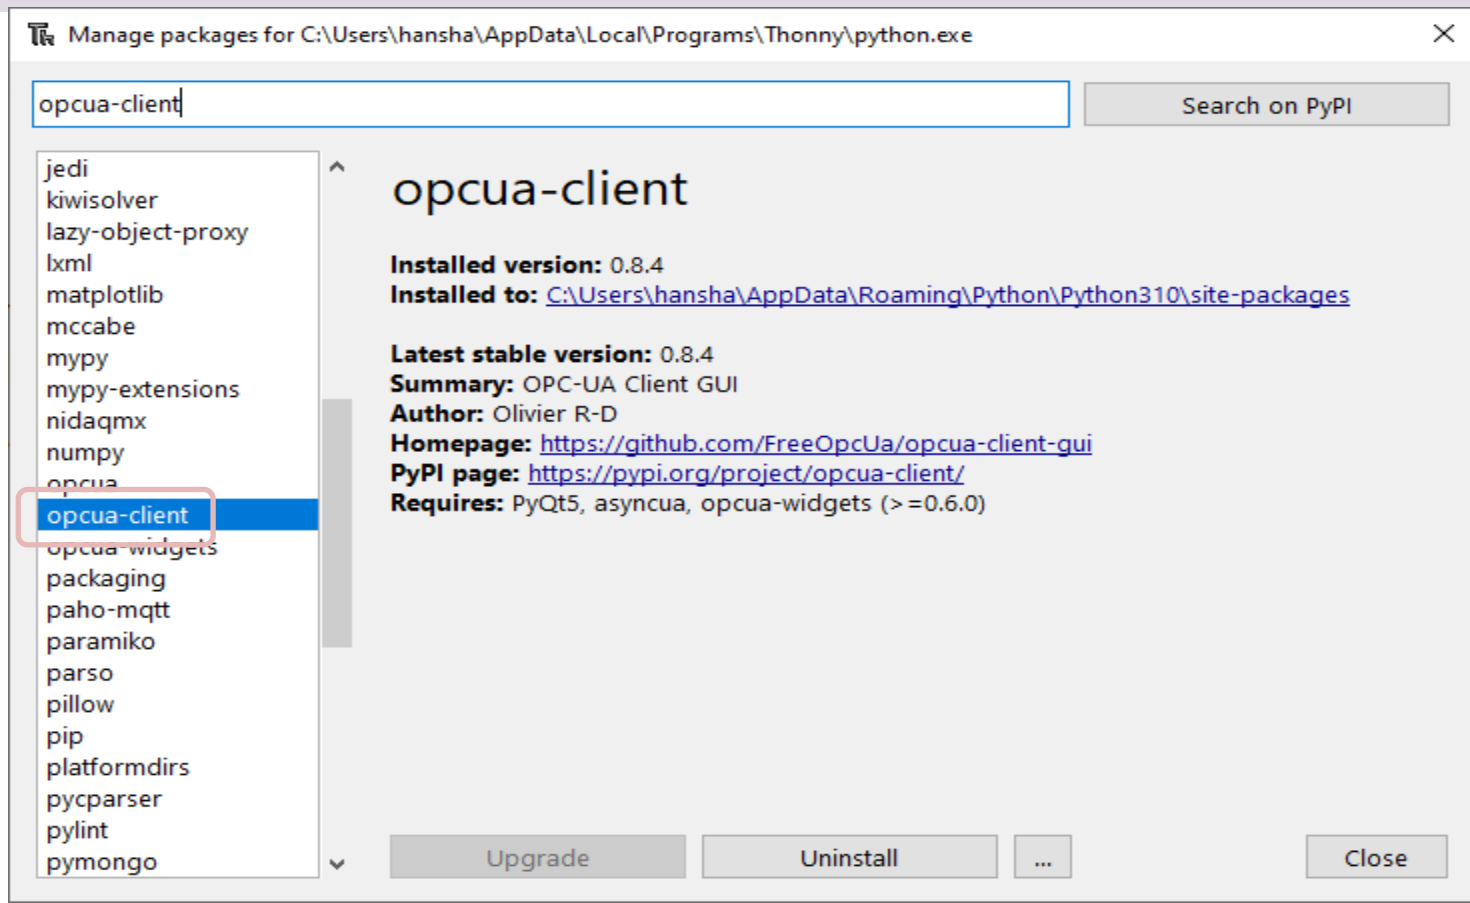 Manage packages for C:\Users\hansha\AppData\Local\Programs\Thonny\python.exe
opcua-client
Search on PyPI
jedi
kiwisolver
lazy-object-proxy
lxml
matplotlib
mccabe
mypy
mypy-extensions
nidaqmx
numpy
opcua
opcua-client
opcua-widgets
packaging
paho-mqtt
paramiko
parso
pillow
pip
platformdirs
pycparser
pylint
pymongo
opcua-client
Installed version: 0.8.4
Installed to: C:\Users\hansha\AppData\Roaming\Python\Python310\site-packages
Latest stable version: 0.8.4
Summary: OPC-UA Client GUI
Author: Olivier R-D
Homepage: https://github.com/FreeOpcUa/opcua-client-gui
PyPI page: https://pypi.org/project/opcua-client/
Requires: PyQt5, asyncua, opcua-widgets (>=0.6.0)
Upgrade
Uninstall
...
Close